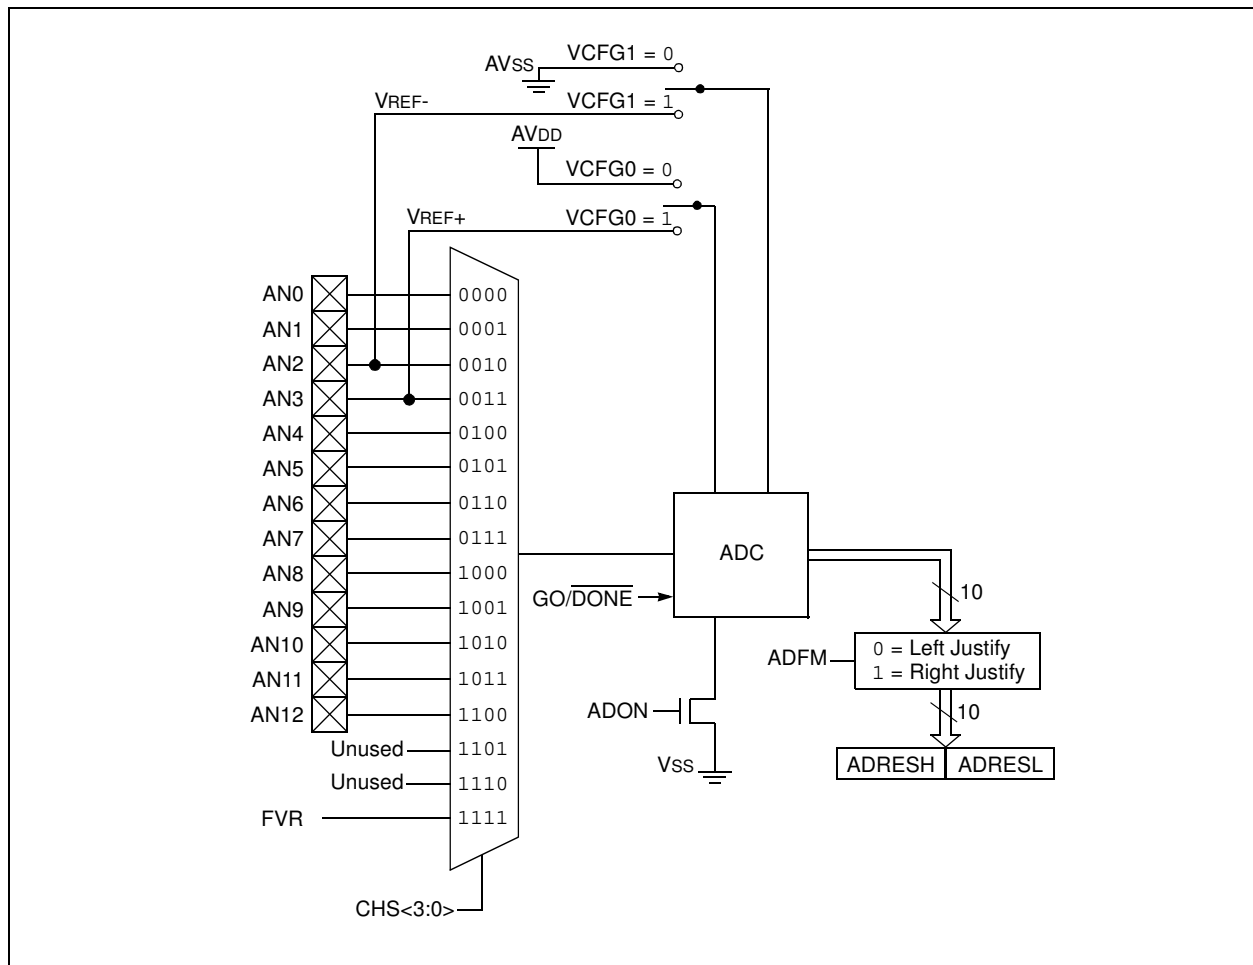 AVSS
VCFG1 = 0
VREF-
VCFG1 = 1
AVDD
VCFG0 = 0
VREF+
VCFG0 = 1
AN0
0000
AN1
0001
AN2
0010
AN3
0011
AN4
0100
AN5
0101
AN6
0110
AN7
0111
AN8
1000
AN9
1001
AN10
1010
AN11
1011
AN12
1100
Unused
1101
Unused
1110
FVR
1111
CHS<3:0>
ADC
GO/DONE
10
ADFM
0 = Left Justify
1 = Right Justify
ADON
10
VSS
ADRESH
ADRESL